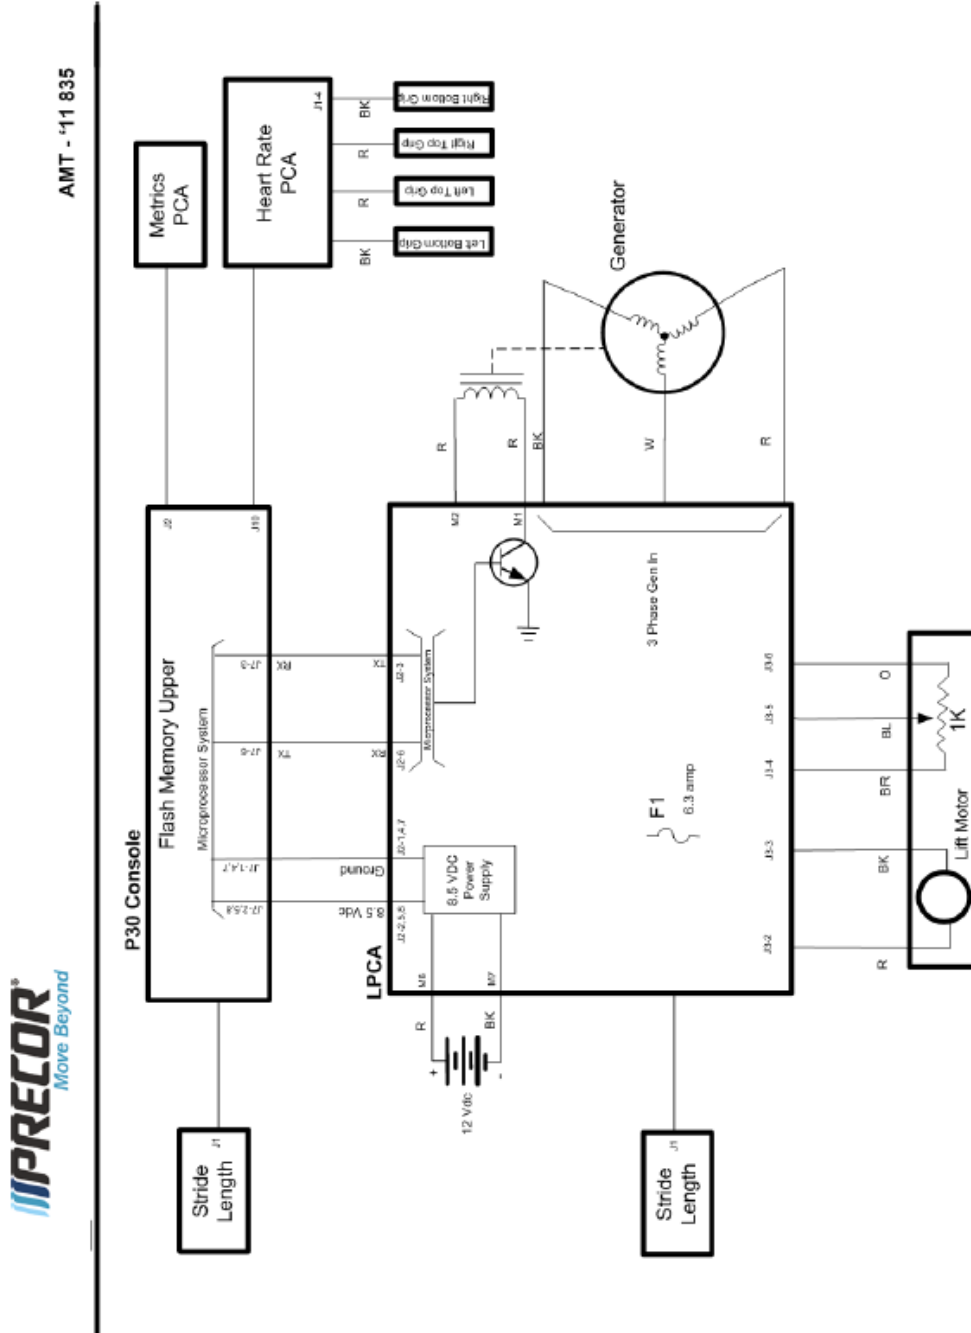 PRECOR®
Move Beyond
AMT - '11 835
P30 Console
Flash Memory Upper
Microprocessor System
J2
J10
J7-3
J7-6
J7-1,4,7
J7-2,5,8
Metrics
PCA
Heart Rate
PCA
J1-4
BK
R
R
BK
Right Bottom Grip
Right Top Grip
Left Top Grip
Left Bottom Grip
Stride
Length
J1
RX
TX
TX
RX
Ground
8.5 Vdc
LPCA
J2-3
J2-6
J2-1,4,7
J2-2,5,8
Microprocessor System
8.5 VDC
Power
Supply
M2
M1
R
R
BK
W
R
Generator
3 Phase Gen In
F1
6.3 amp
R
BK
+
-
12 Vdc
Stride
Length
J1
J3-2
J3-3
J3-4
J3-5
J3-6
R
BK
BR
BL
O
Lift Motor
1K